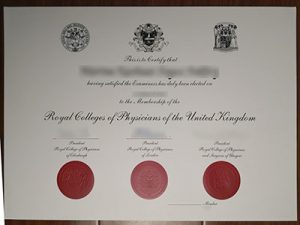 This is to Certify that
having satisfied the Examiners has been duly elected on
to the Membership of the
Royal Colleges of Physicians of the United Kingdom
President
Royal College of Physicians
of Edinburgh
President
Royal College of Physicians
of London
President
Royal College of Physicians
and Surgeons of Glasgow
Member